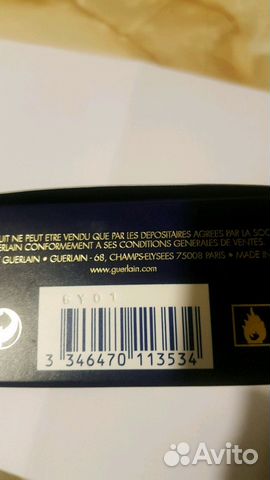 UIT NE PEUT ETRE VENDU QUE PAR LES DEPOSITAIRES AGREES PAR LA SOC
ERLAIN CONFORMEMENT A SES CONDITIONS GENERALES DE VENTES
GUERLAIN • GUERLAIN - 68, CHAMPS-ELYSEES 75008 PARIS • MADE IN
www.guerlain.com
6Y01
3 346470 113534
Avito